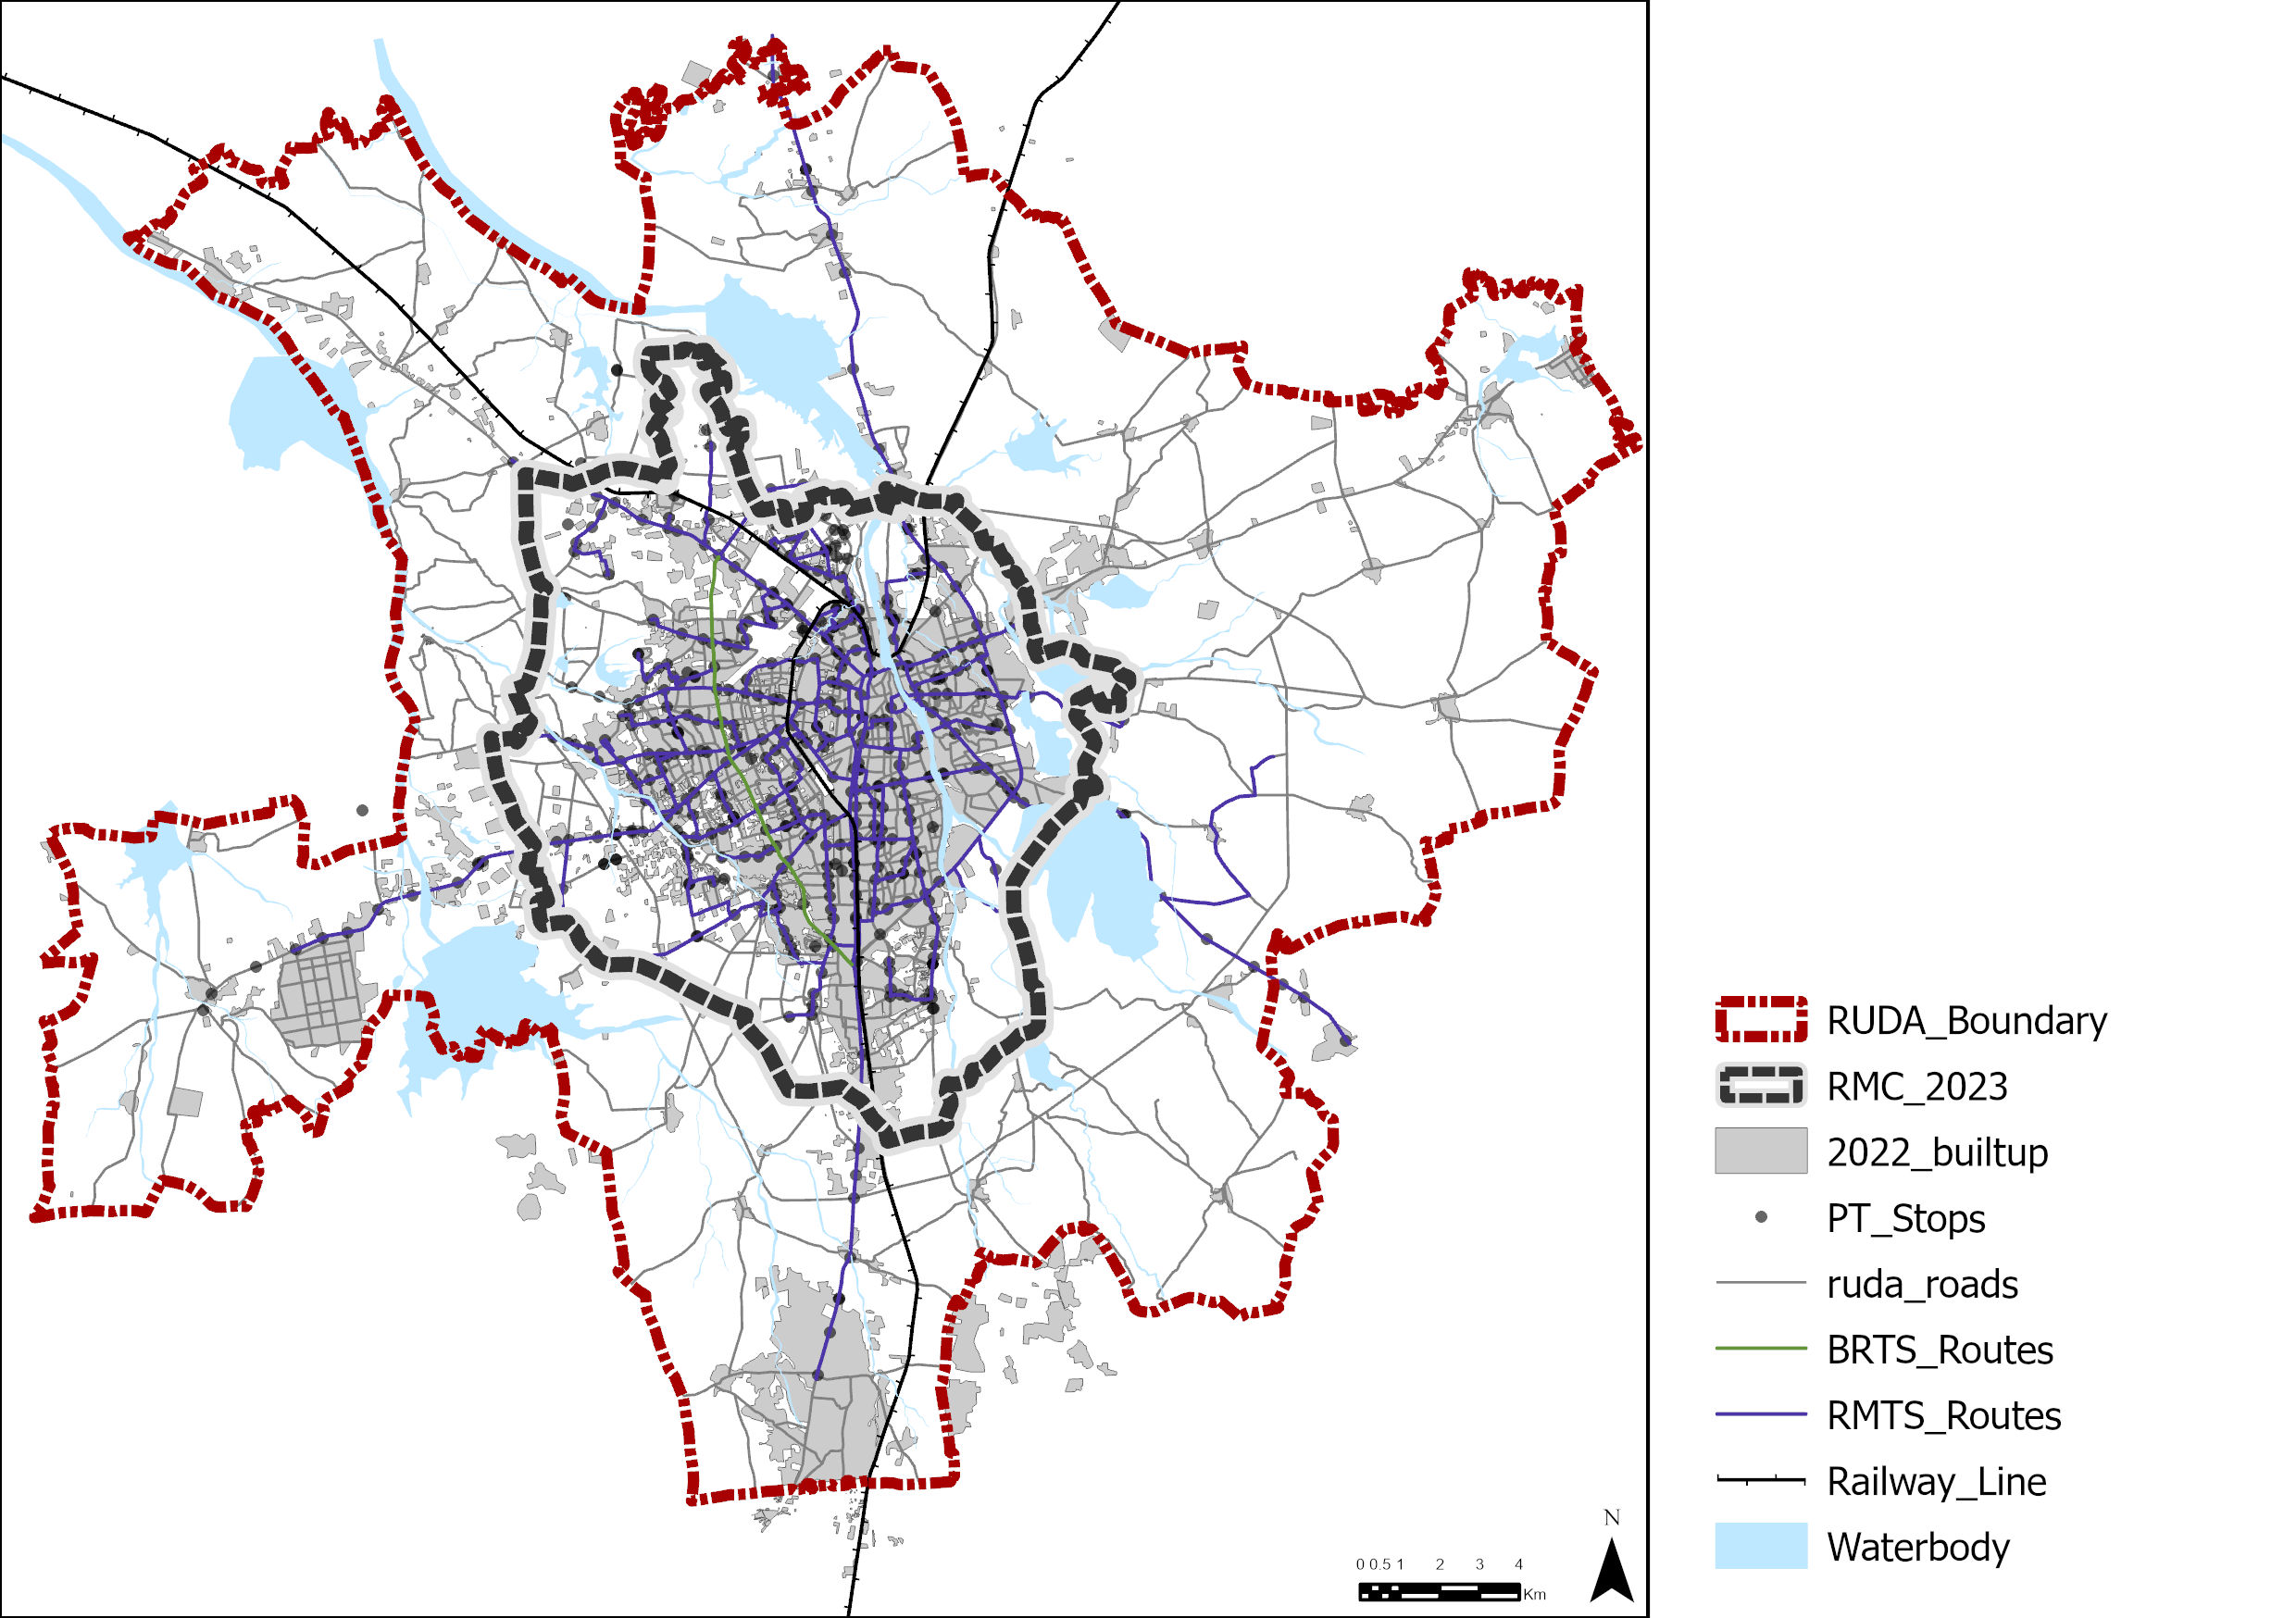 RUDA_Boundary
RMC_2023
2022_builtup
PT_Stops
ruda_roads
BRTS_Routes
RMTS_Routes
Railway_Line
Waterbody
N
0 0.5 1 2 3 4
Km